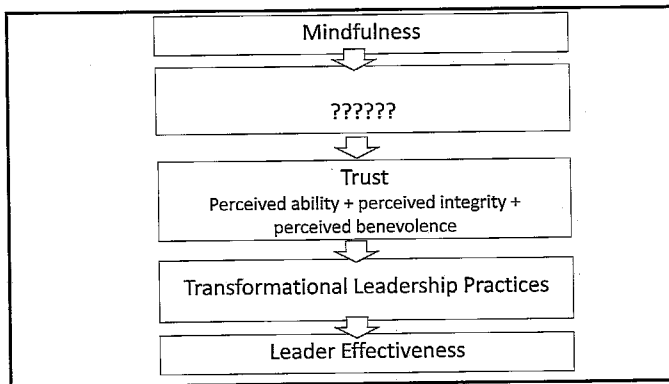 Mindfulness
??????
Trust
Perceived ability + perceived integrity +
perceived benevolence
Transformational Leadership Practices
Leader Effectiveness